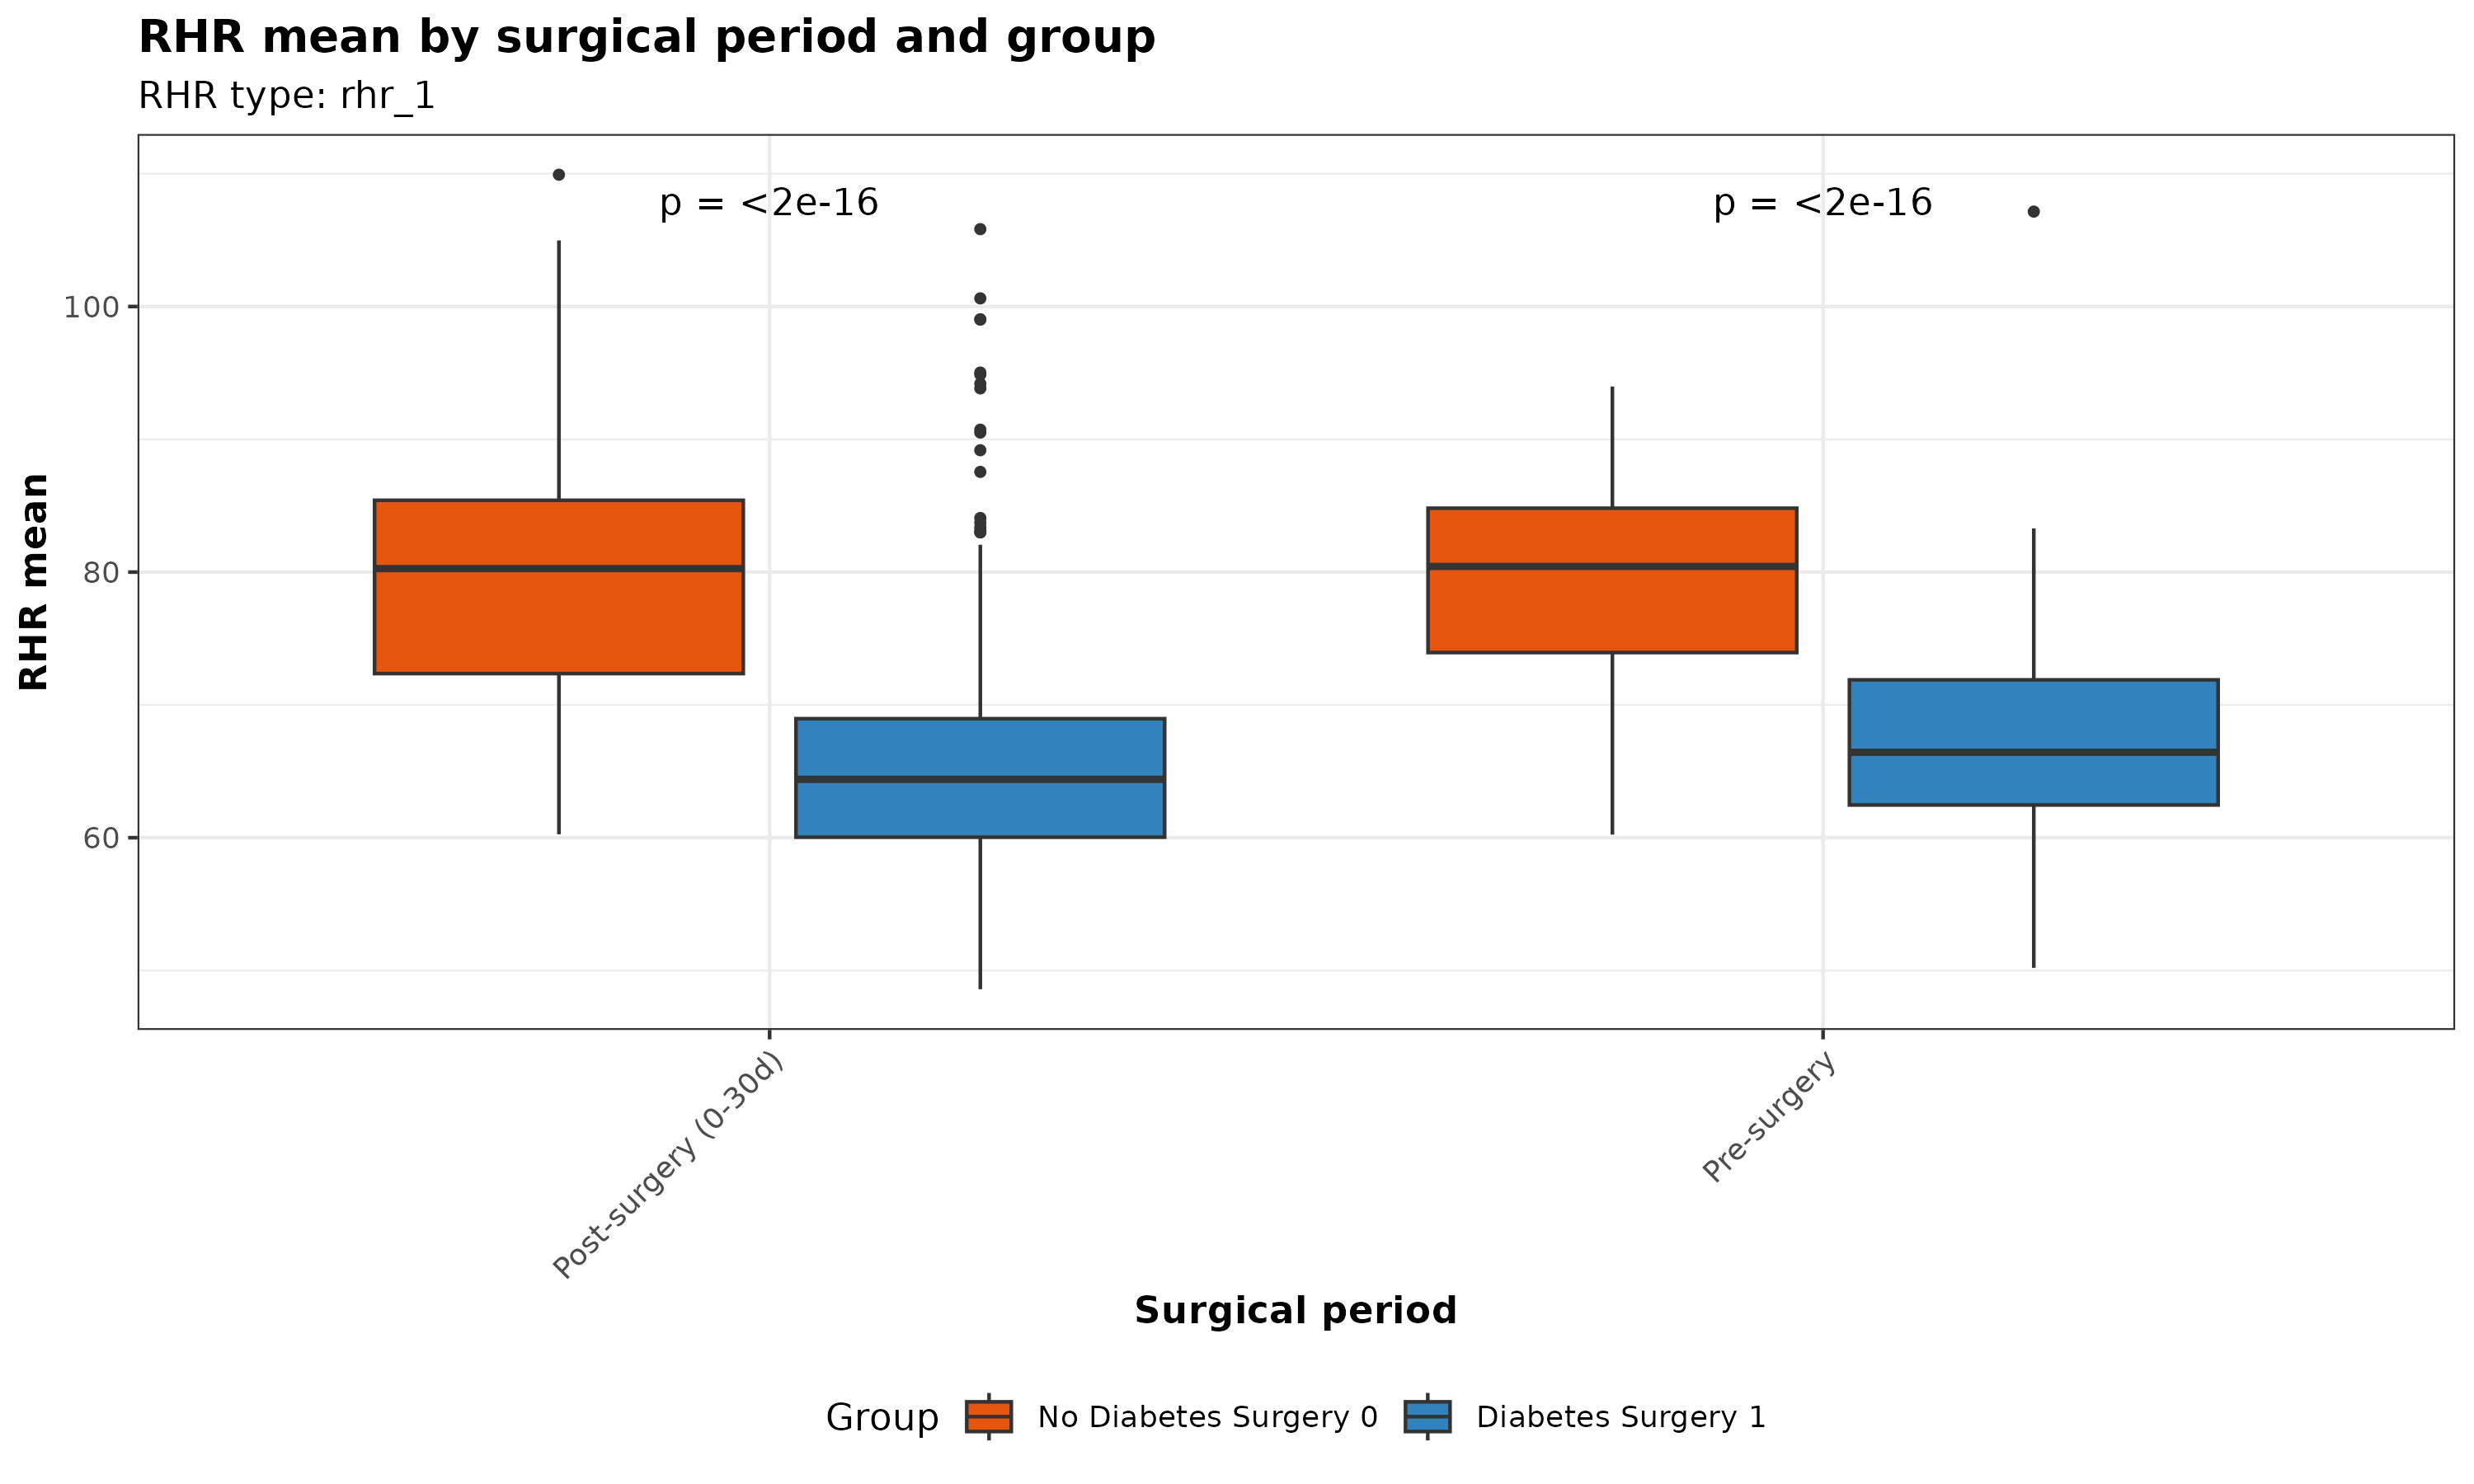 RHR mean by surgical period and group
RHR type: rhr_1
p = <2e-16
p = <2e-16
100
80
60
RHR mean
Post-surgery (0-30d)
Pre-surgery
Surgical period
Group
No Diabetes Surgery 0
Diabetes Surgery 1